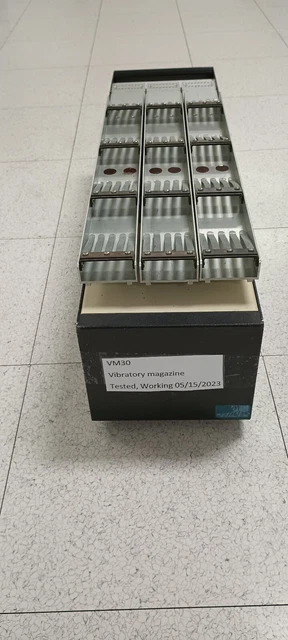 VM30
Vibratory magazine
Tested, Working 05/15/2023